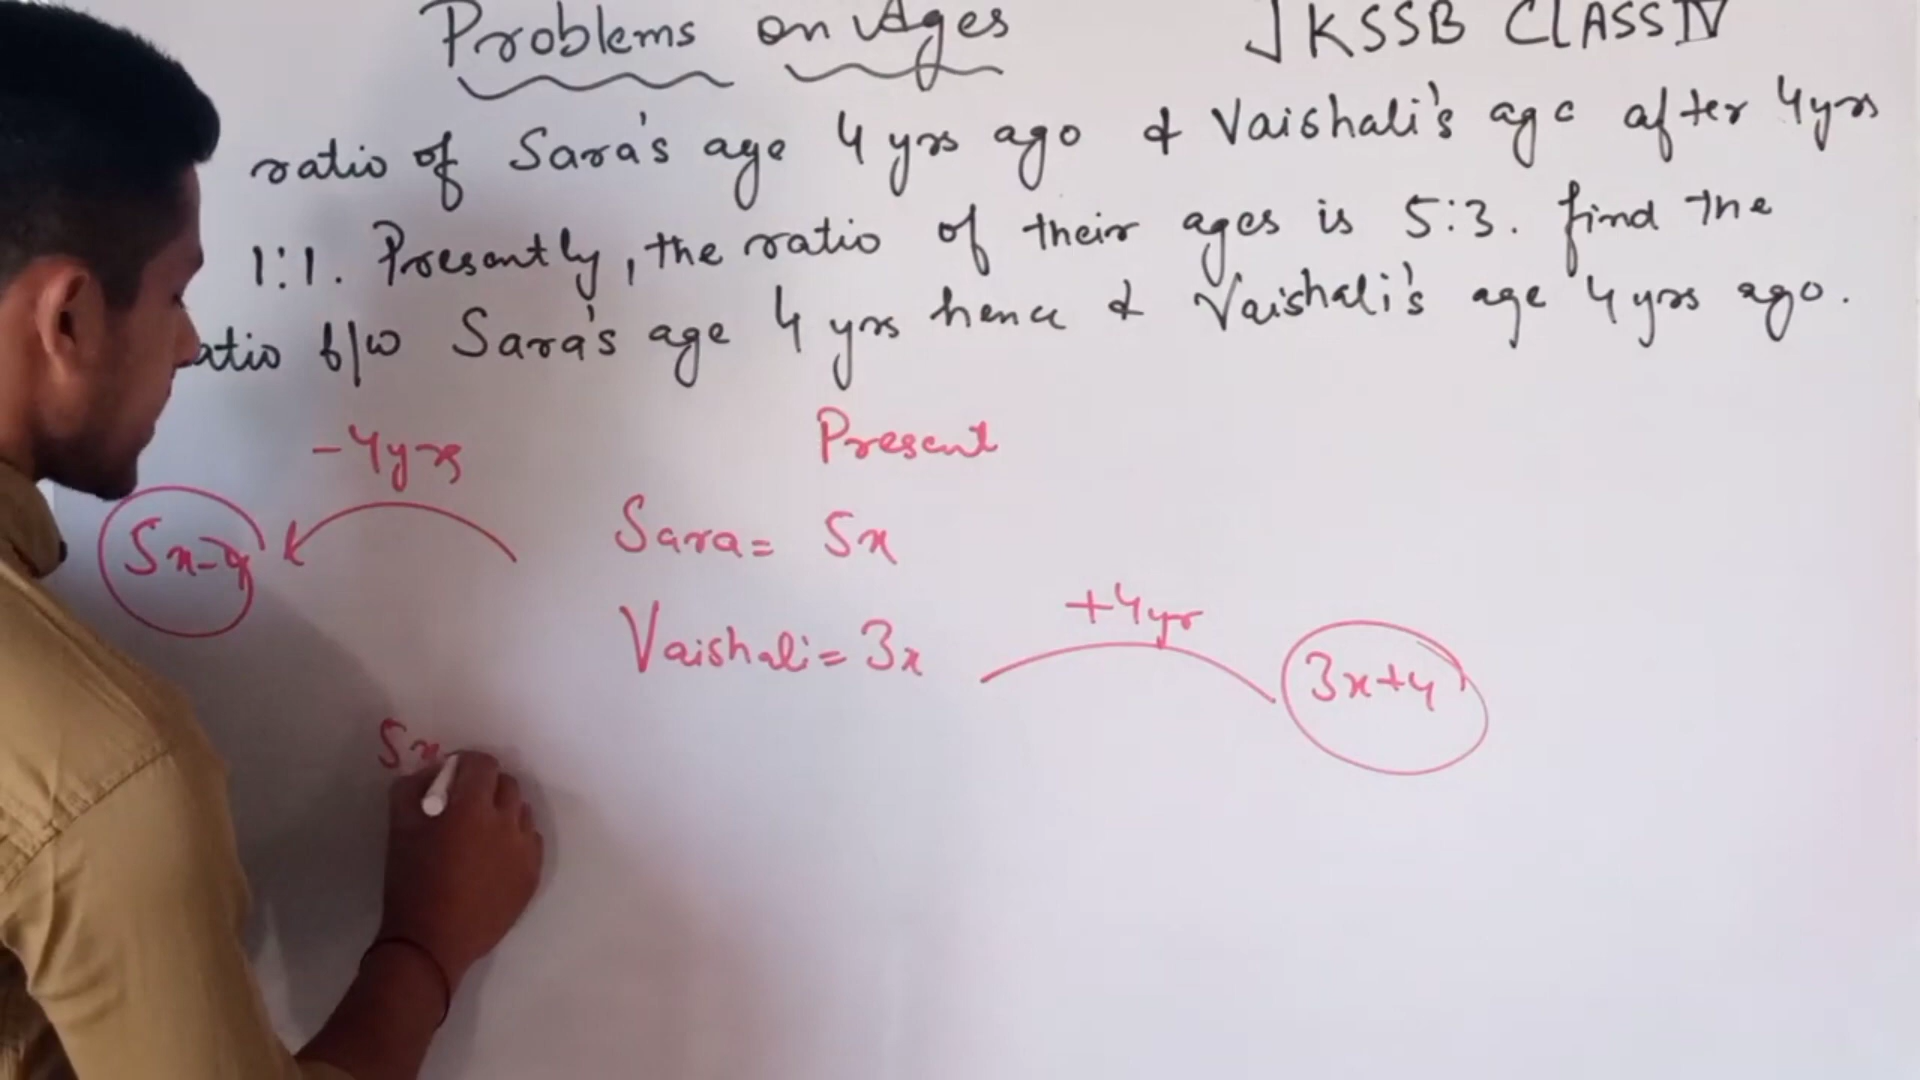 Problems on Ages JKSSB CLASS IV
ratio of Sara's age 4 yrs ago & Vaishali's age after 4yrs
1:1. Presently, the ratio of their ages is 5:3. find the
atio b/w Sara's age 4 yrs hence & Vaishali's age 4 yrs ago.
-4yrs Present
5x-4 Sara= 5x
+4yr
Vaishali= 3x 3x+4
5x